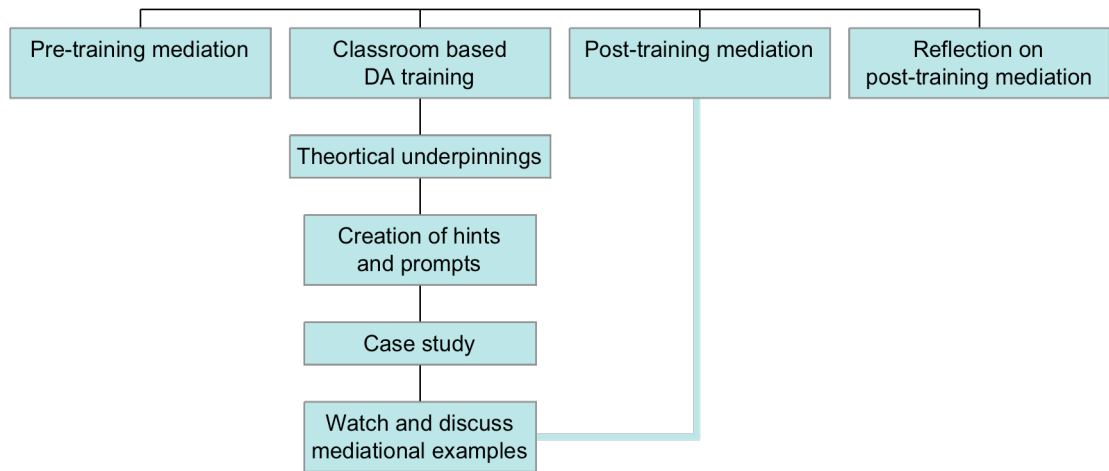 Pre-training mediation
Classroom based
DA training
Post-training mediation
Reflection on
post-training mediation
Theortical underpinnings
Creation of hints
and prompts
Case study
Watch and discuss
mediational examples